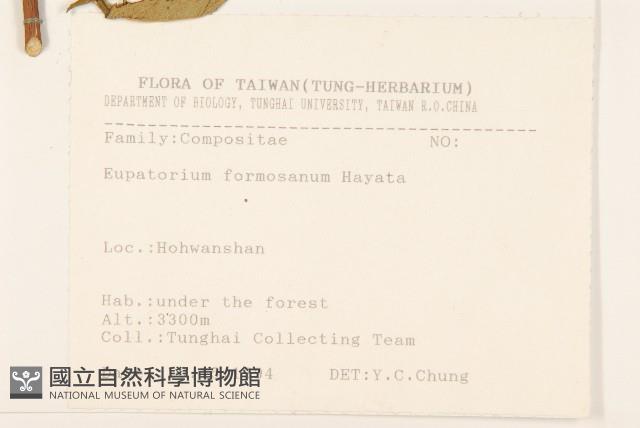 FLORA OF TAIWAN(TUNG-HERBARIUM)
DEPARTMENT OF BIOLOGY, TUNGHAI UNIVERSITY, TAIWAN R.O.CHINA
Family:Compositae NO:
Eupatorium formosanum Hayata
Loc.:Hohwanshan
Hab.:under the forest
Alt.:3300m
Coll.:Tunghai Collecting Team
DET:Y.C.Chung
國立自然科學博物館
NATIONAL MUSEUM OF NATURAL SCIENCE